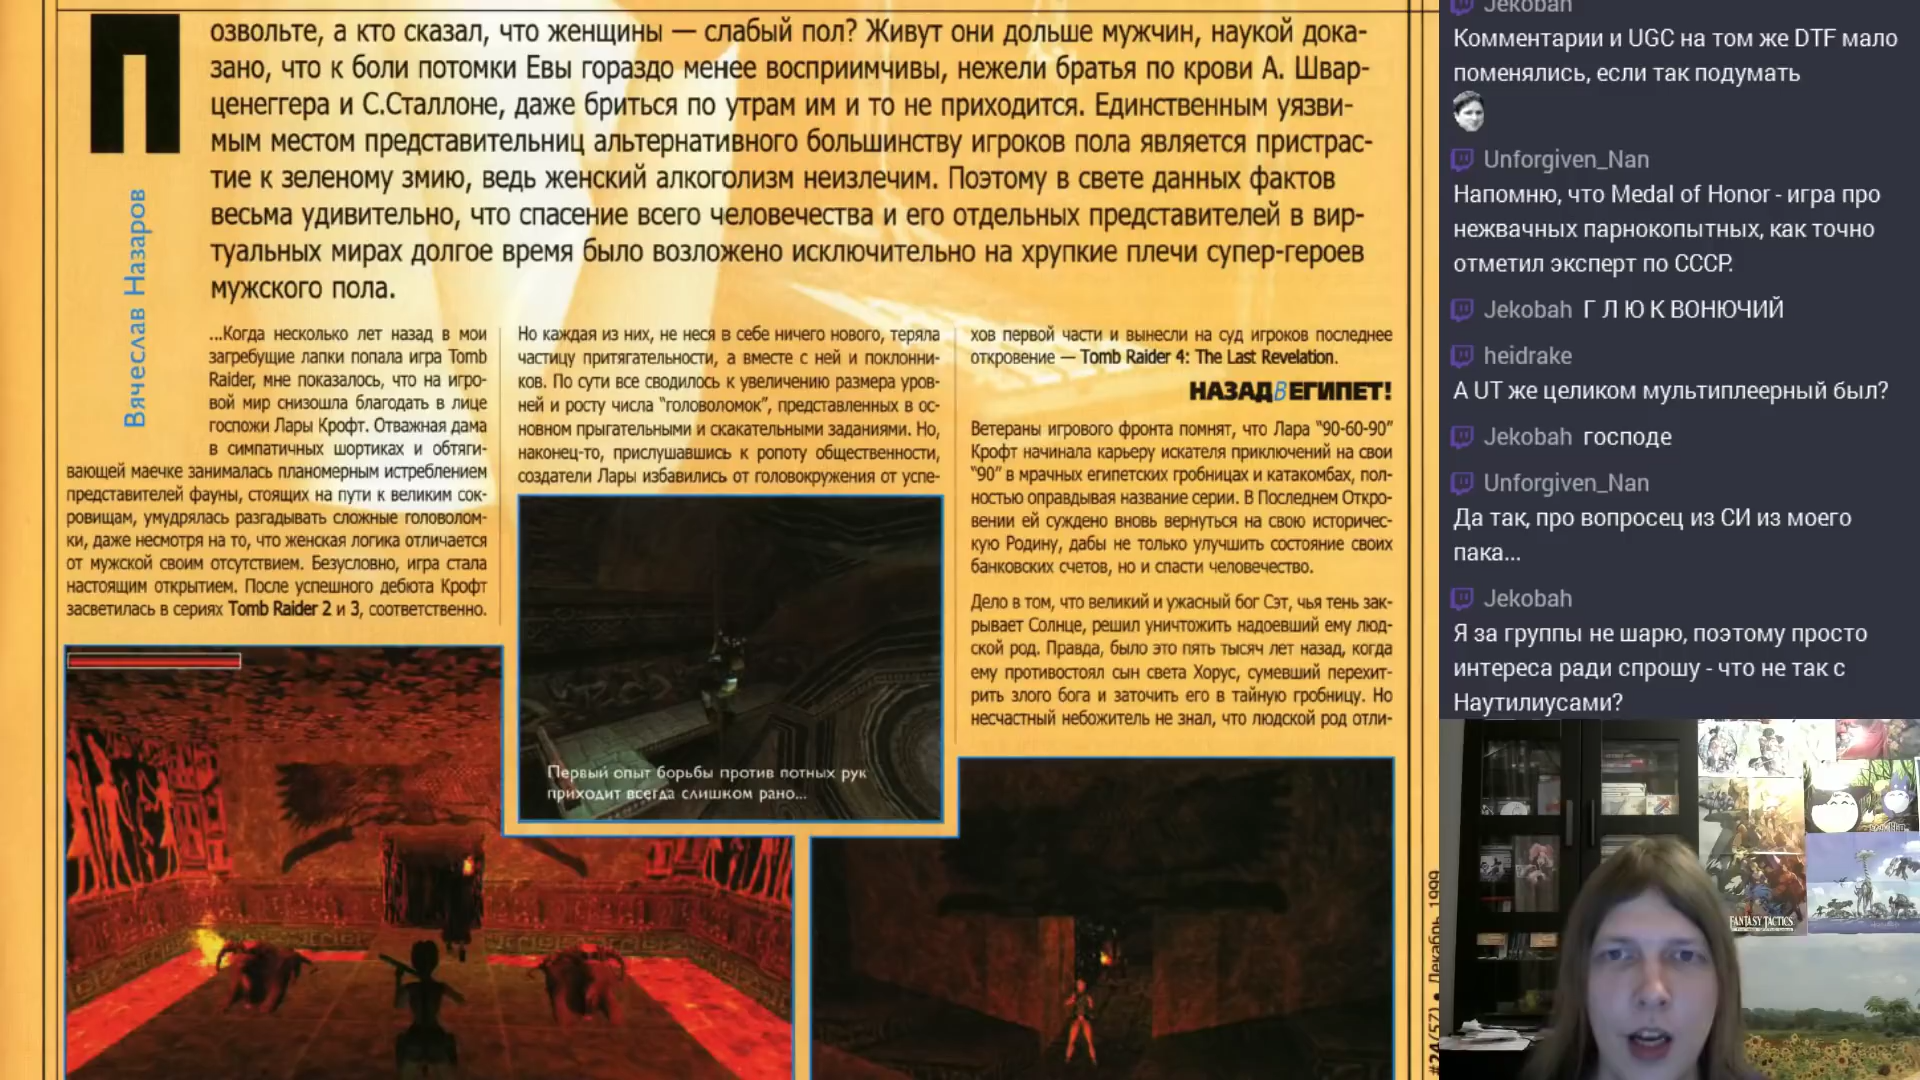 П
озвольте, а кто сказал, что женщины — слабый пол? Живут они дольше мужчин, наукой дока-
зано, что к боли потомки Евы гораздо менее восприимчивы, нежели братья по крови А. Швар-
ценеггера и С.Сталлоне, даже бриться по утрам им и то не приходится. Единственным уязви-
мым местом представительниц альтернативного большинству игроков пола является пристрас-
тие к зеленому змию, ведь женский алкоголизм неизлечим. Поэтому в свете данных фактов
весьма удивительно, что спасение всего человечества и его отдельных представителей в вир-
туальных мирах долгое время было возложено исключительно на хрупкие плечи супер-героев
мужского пола.
Вячеслав Назаров
...Когда несколько лет назад в мои
загребущие лапки попала игра Tomb
Raider, мне показалось, что на игро-
вой мир снизошла благодать в лице
госпожи Лары Крофт. Отважная дама
в симпатичных шортиках и обтяги-
вающей маечке занималась планомерным истреблением
представителей фауны, стоящих на пути к великим сок-
ровищам, умудрялась разгадывать сложные головолом-
ки, даже несмотря на то, что женская логика отличается
от мужской своим отсутствием. Безусловно, игра стала
настоящим открытием. После успешного дебюта Крофт
засветилась в сериях Tomb Raider 2 и 3, соответственно.
Но каждая из них, не неся в себе ничего нового, теряла
частицу притягательности, а вместе с ней и поклонни-
ков. По сути все сводилось к увеличению размера уров-
ней и росту числа "головоломок", представленных в ос-
новном прыгательными и скакательными заданиями. Но,
наконец-то, прислушавшись к ропоту общественности,
создатели Лары избавились от головокружения от успе-
Первый опыт борьбы против потных рук
приходит всегда слишком рано...
хов первой части и вынесли на суд игроков последнее
откровение — Tomb Raider 4: The Last Revelation.
НАЗАДВЕГИПЕТ!
Ветераны игрового фронта помнят, что Лара "90-60-90"
Крофт начинала карьеру искателя приключений на свои
"90" в мрачных египетских гробницах и катакомбах, пол-
ностью оправдывая название серии. В Последнем Откро-
вении ей суждено вновь вернуться на свою историчес-
кую Родину, дабы не только улучшить состояние своих
банковских счетов, но и спасти человечество.
Дело в том, что великий и ужасный бог Сэт, чья тень зак-
рывает Солнце, решил уничтожить надоевший ему люд-
ской род. Правда, было это пять тысяч лет назад, когда
ему противостоял сын света Хорус, сумевший перехит-
рить злого бога и заточить его в тайную гробницу. Но
несчастный небожитель не знал, что людской род отли-
#24(57) • Декабрь 1999
Jekobah
Комментарии и UGC на том же DTF мало
поменялись, если так подумать
Unforgiven_Nan
Напомню, что Medal of Honor - игра про
нежвачных парнокопытных, как точно
отметил эксперт по СССР.
Jekobah Г Л Ю К ВОНЮЧИЙ
heidrake
А UT же целиком мультиплеерный был?
Jekobah господе
Unforgiven_Nan
Да так, про вопросец из СИ из моего
пака...
Jekobah
Я за группы не шарю, поэтому просто
интереса ради спрошу - что не так с
Наутилиусами?
FANTASY TACTICS